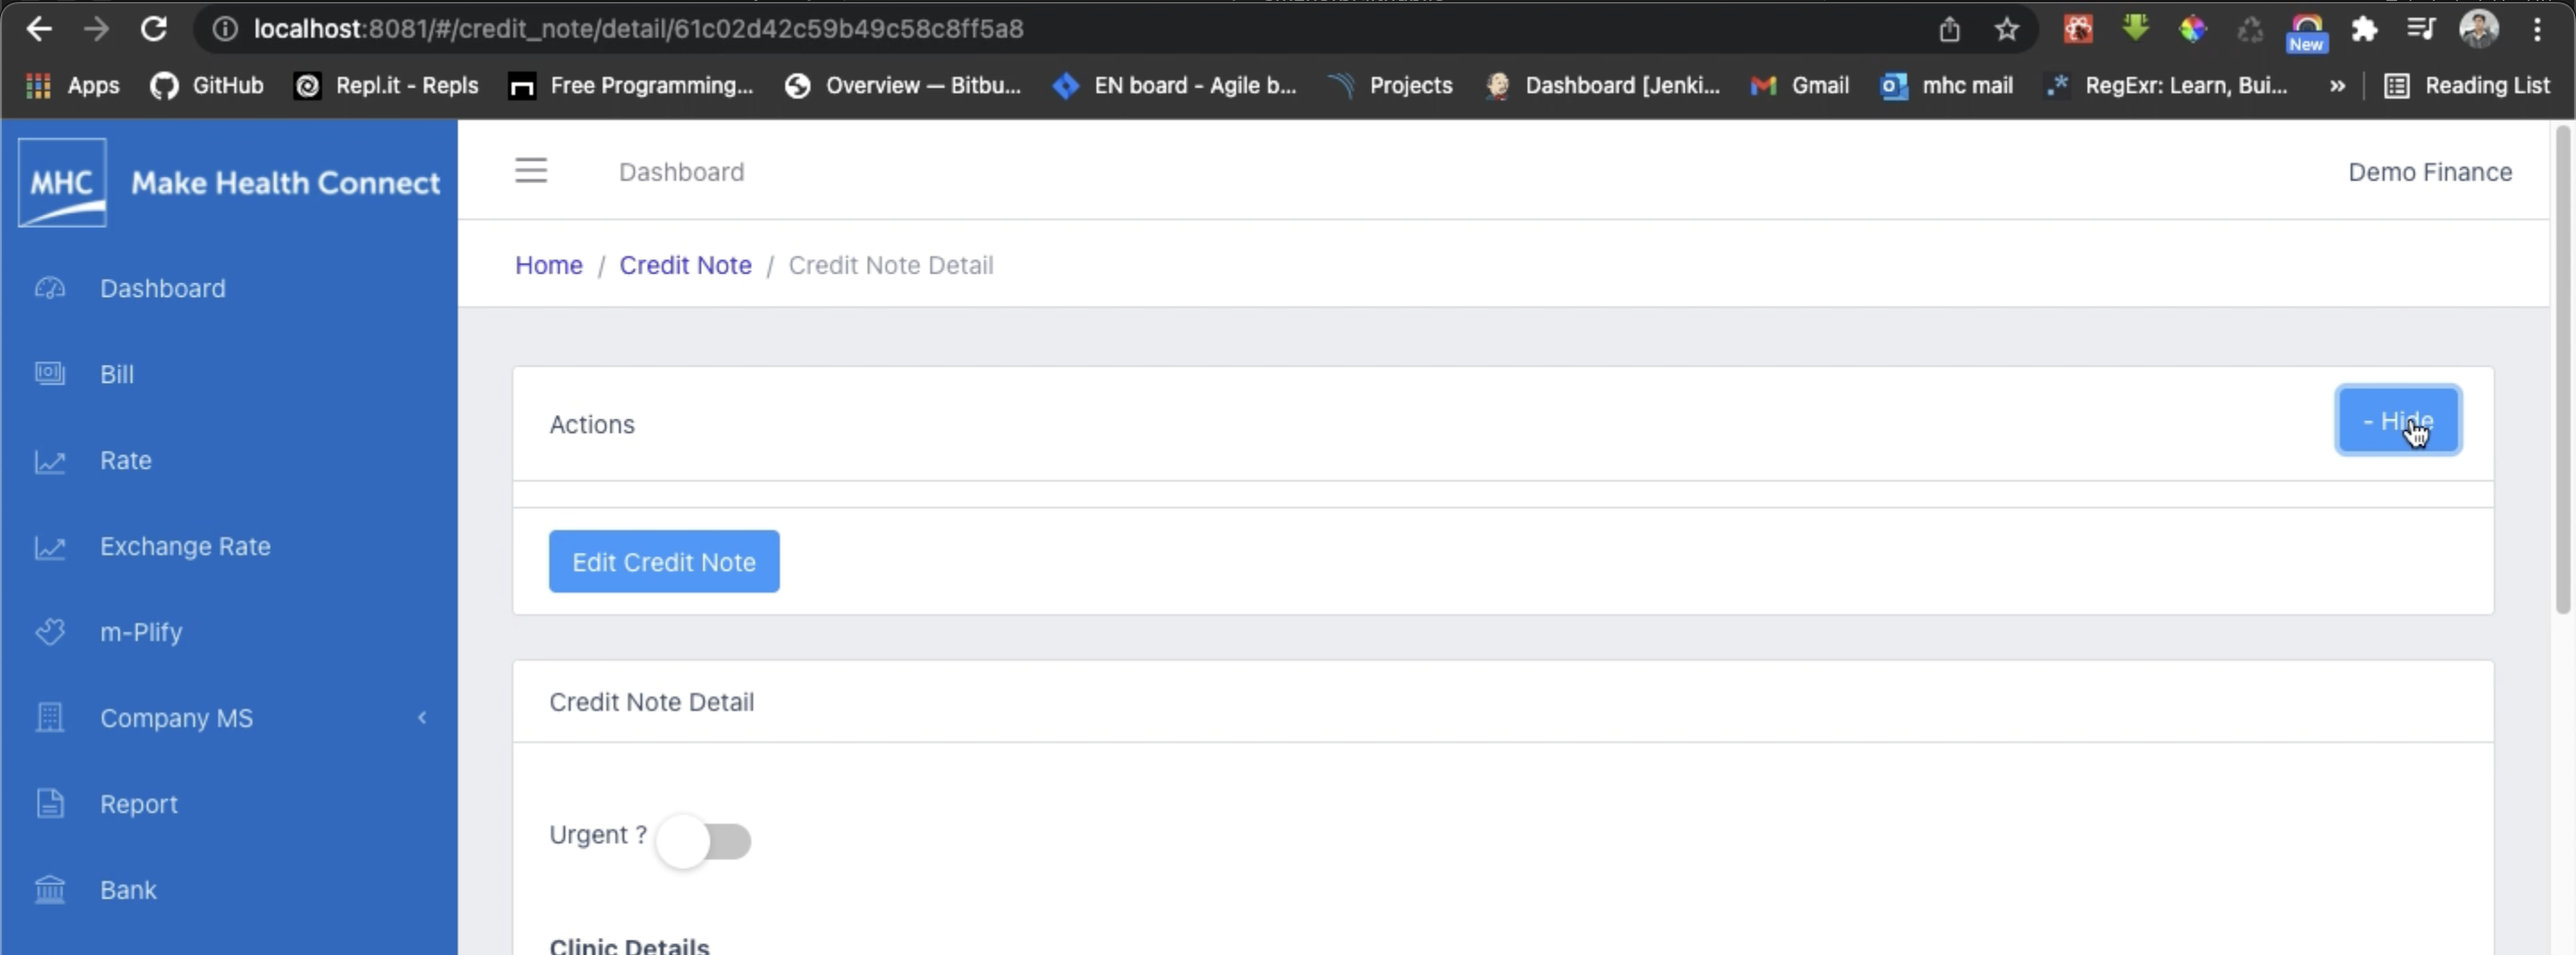 localhost:8081/#/credit_note/detail/61c02d42c59b49c58c8ff5a8
New
Apps GitHub Repl.it - Repls Free Programming... Overview — Bitbu... EN board - Agile b... Projects Dashboard [Jenki... Gmail mhc mail RegExr: Learn, Bui... » Reading List
MHC Make Health Connect
Dashboard Demo Finance
Home / Credit Note / Credit Note Detail
Dashboard
Bill
Rate
Exchange Rate
m-Plify
Company MS
Report
Bank
Actions
- Hide
Edit Credit Note
Credit Note Detail
Urgent ?
Clinic Details